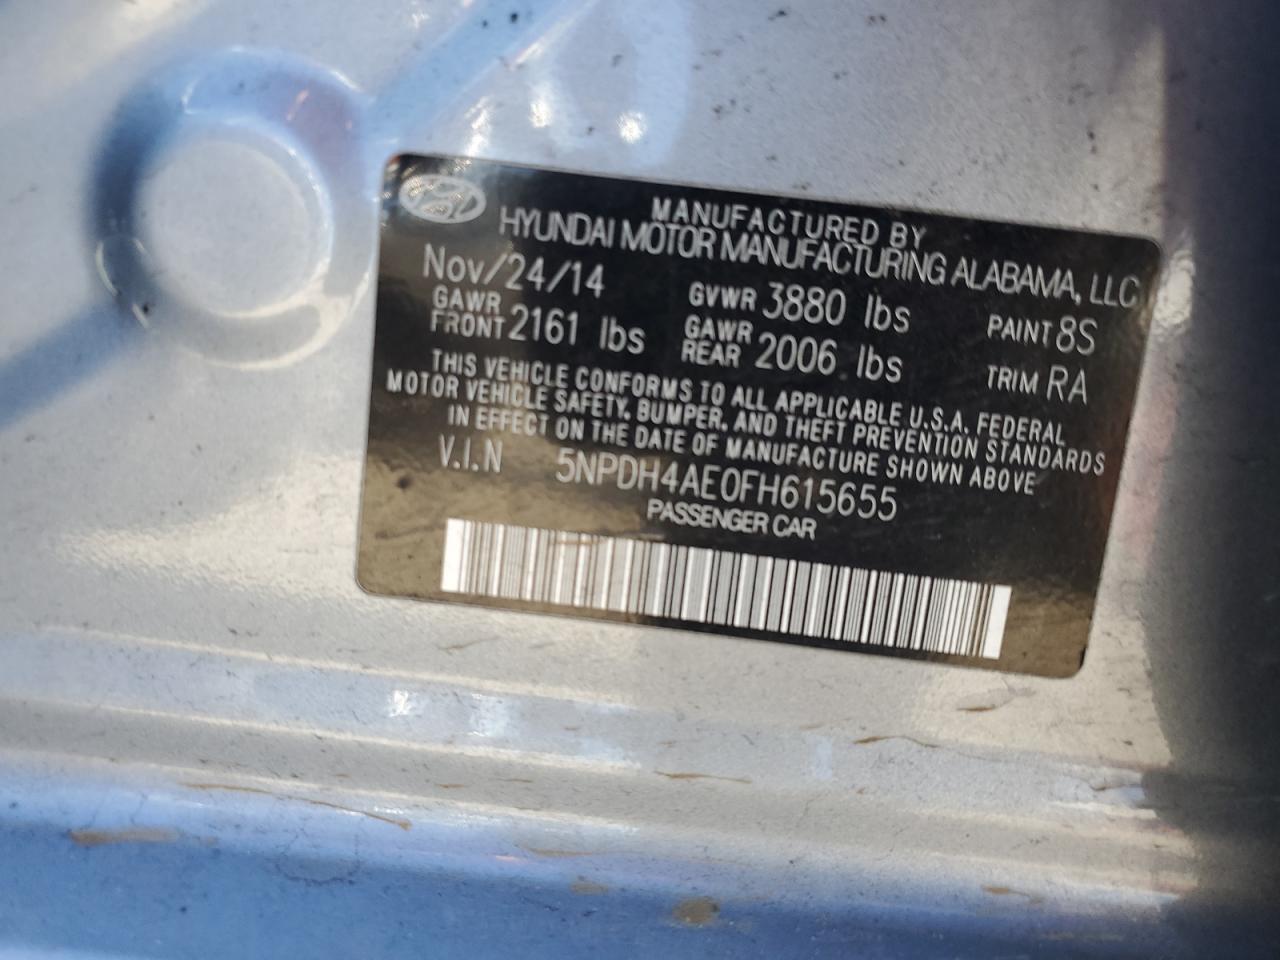 MANUFACTURED BY
HYUNDAI MOTOR MANUFACTURING ALABAMA, LLC
Nov/24/14 GVWR 3880 lbs PAINT 8S
GAWR FRONT 2161 lbs GAWR REAR 2006 lbs TRIM RA
THIS VEHICLE CONFORMS TO ALL APPLICABLE U.S.A. FEDERAL
MOTOR VEHICLE SAFETY, BUMPER, AND THEFT PREVENTION STANDARDS
IN EFFECT ON THE DATE OF MANUFACTURE SHOWN ABOVE
V.I.N 5NPDH4AE0FH615655
PASSENGER CAR